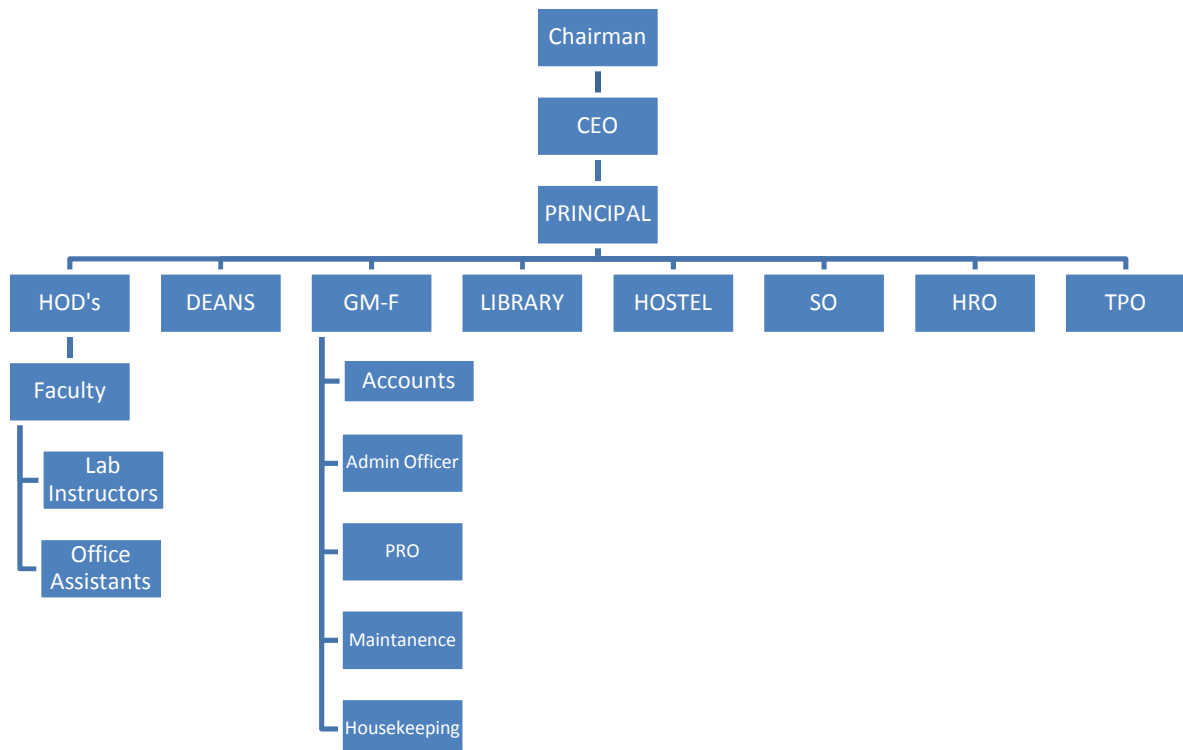 Chairman
CEO
PRINCIPAL
HOD's
DEANS
GM-F
LIBRARY
HOSTEL
SO
HRO
TPO
Faculty
Lab
Instructors
Office
Assistants
Accounts
Admin Officer
PRO
Maintanence
Housekeeping